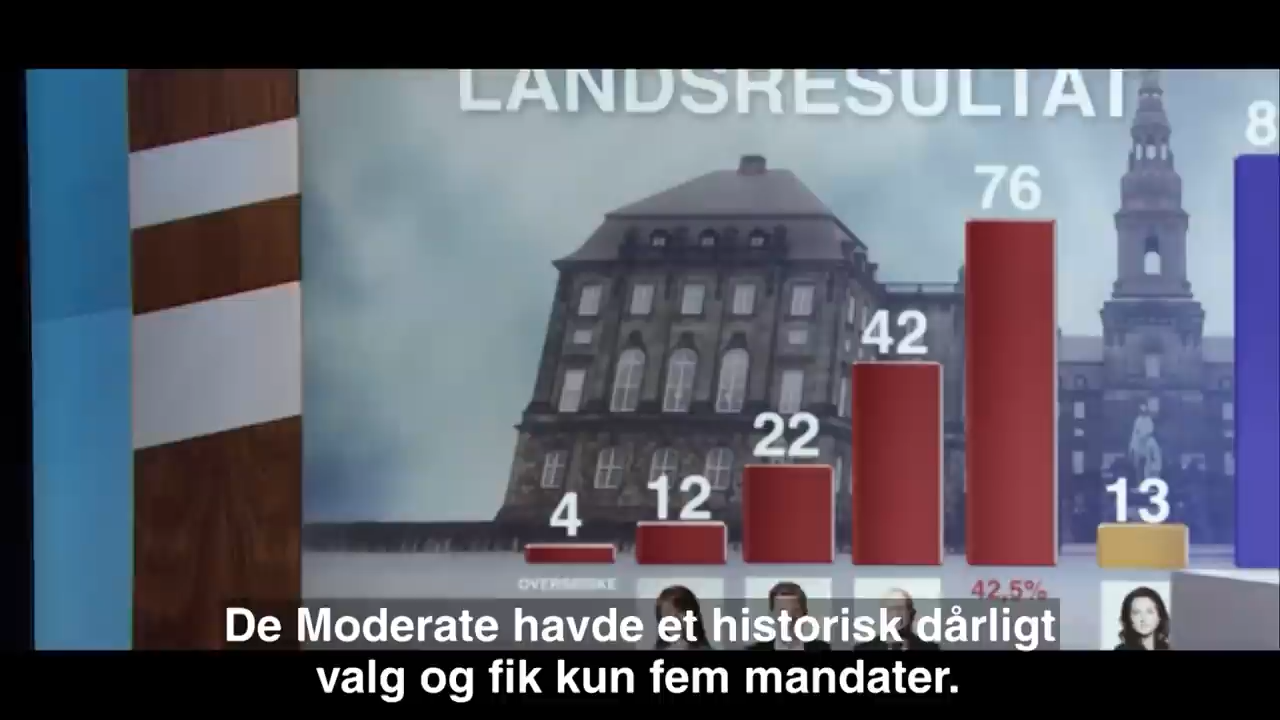 LANDSRESULTAT
8
76
42
22
12
4
13
OVERSØISKE
42,5%
De Moderate havde et historisk dårligt
valg og fik kun fem mandater.